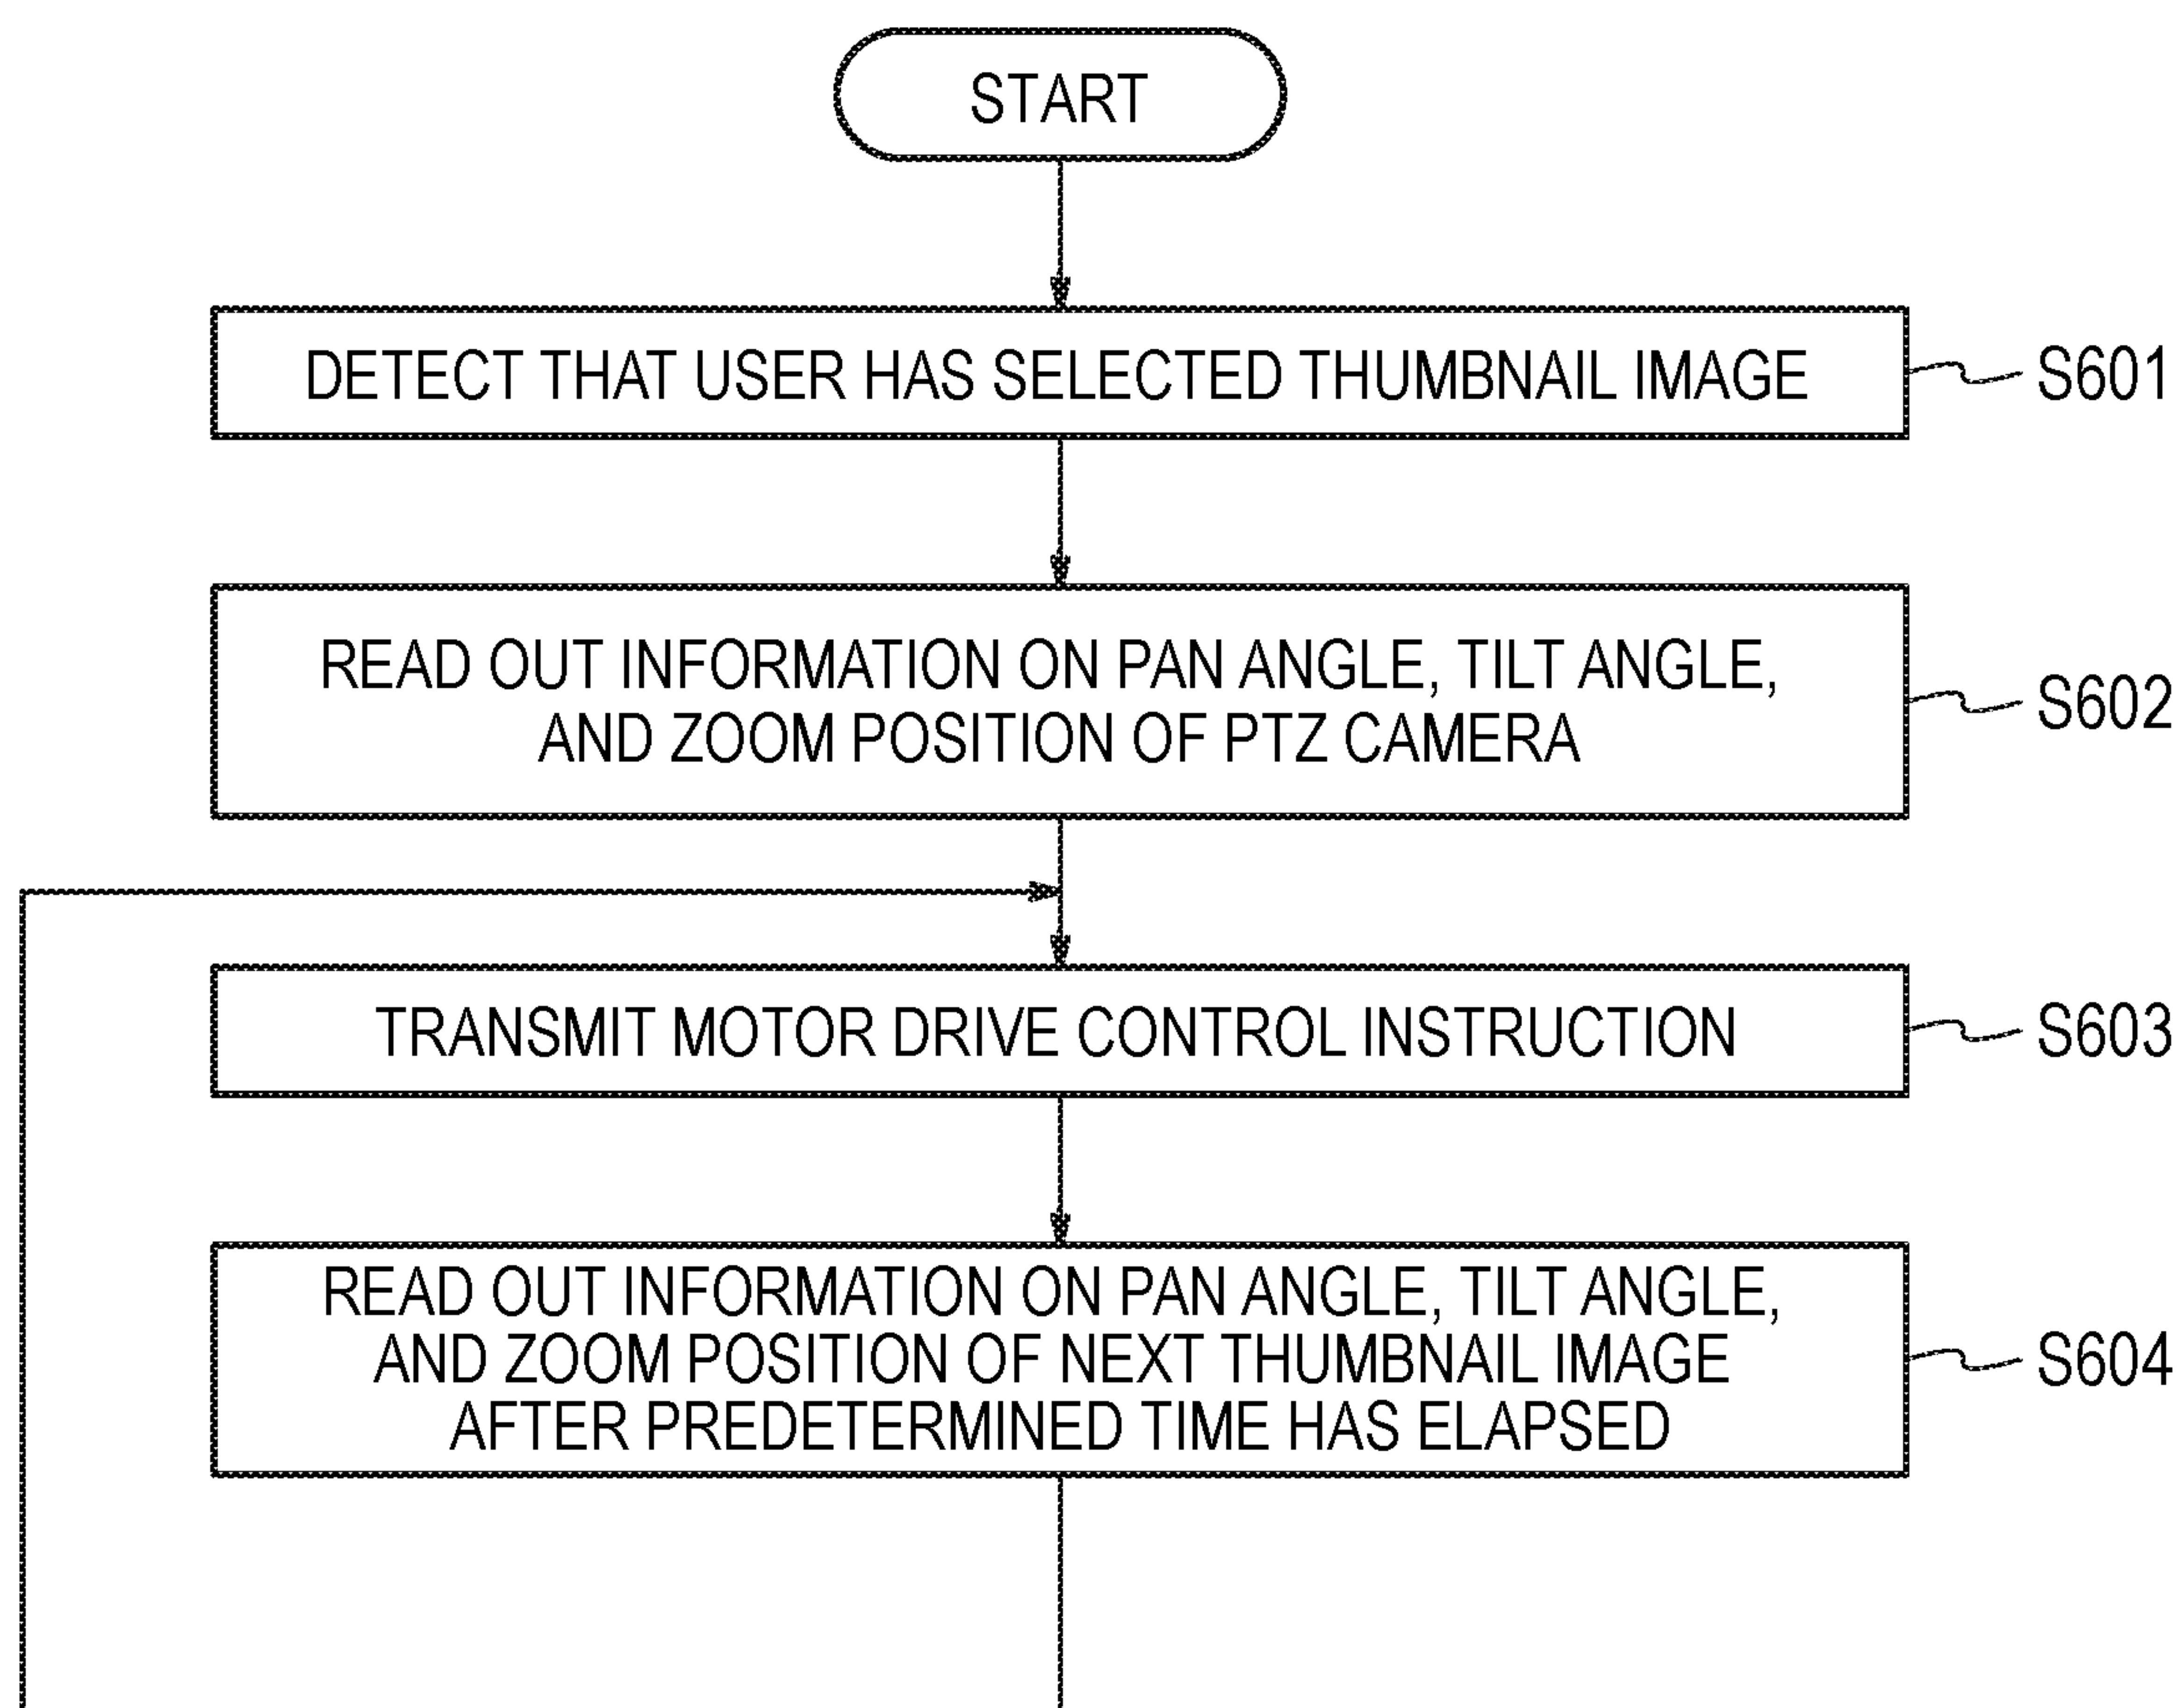 START
DETECT THAT USER HAS SELECTED THUMBNAIL IMAGE
S601
READ OUT INFORMATION ON PAN ANGLE, TILT ANGLE,
AND ZOOM POSITION OF PTZ CAMERA
S602
TRANSMIT MOTOR DRIVE CONTROL INSTRUCTION
S603
READ OUT INFORMATION ON PAN ANGLE, TILT ANGLE,
AND ZOOM POSITION OF NEXT THUMBNAIL IMAGE
AFTER PREDETERMINED TIME HAS ELAPSED
S604